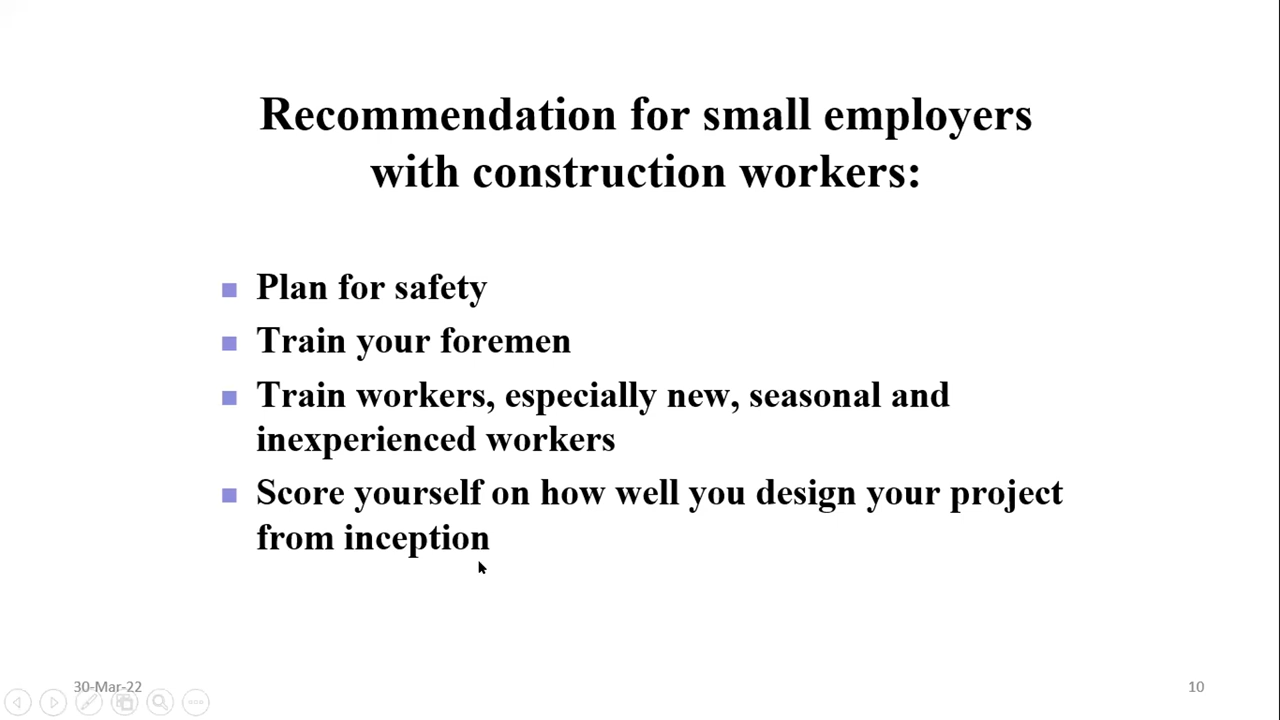 Recommendation for small employers
with construction workers:
Plan for safety
Train your foremen
Train workers, especially new, seasonal and
inexperienced workers
Score yourself on how well you design your project
from inception
30-Mar-22
10